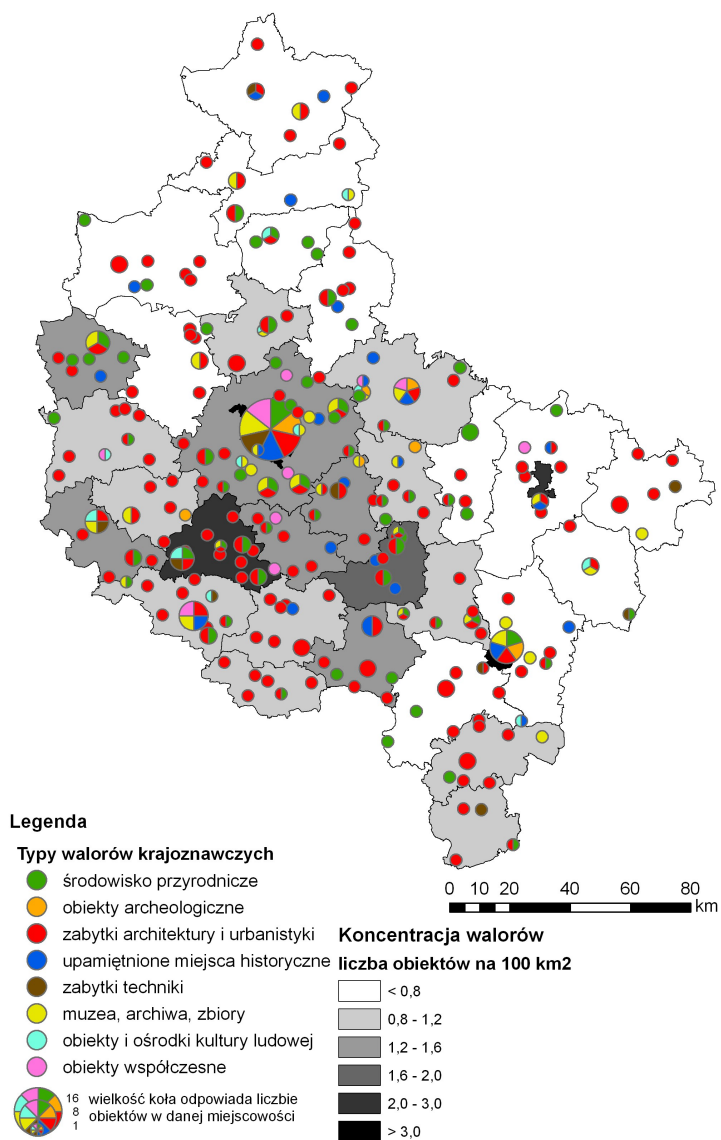 Legenda
Typy walorów krajoznawczych
środowisko przyrodnicze
obiekty archeologiczne
zabytki architektury i urbanistyki
upamiętnione miejsca historyczne
zabytki techniki
muzea, archiwa, zbiory
obiekty i ośrodki kultury ludowej
obiekty współczesne
16 wielkość koła odpowiada liczbie
8 obiektów w danej miejscowości
1
0 10 20 40 60 80
km
Koncentracja walorów
liczba obiektów na 100 km2
< 0,8
0,8 - 1,2
1,2 - 1,6
1,6 - 2,0
2,0 - 3,0
> 3,0